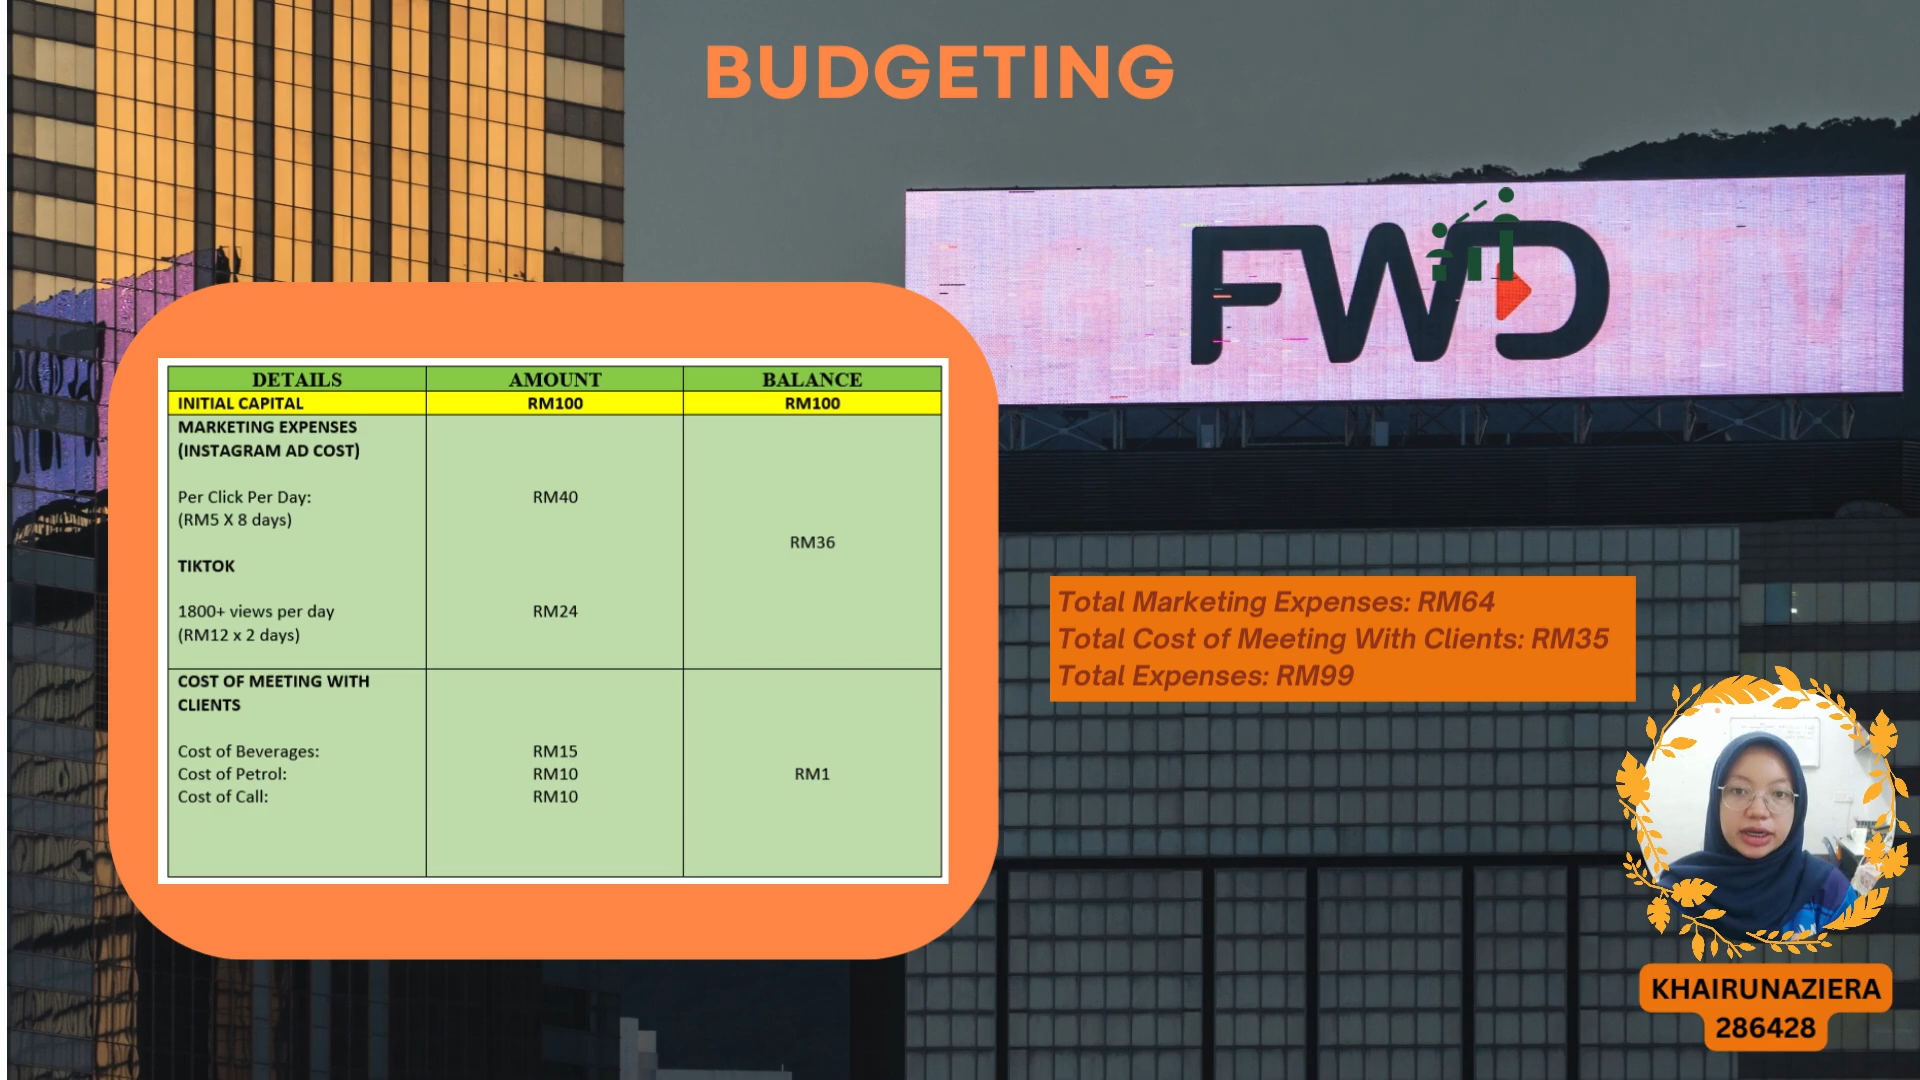 BUDGETING
FWD
DETAILS AMOUNT BALANCE
INITIAL CAPITAL RM100 RM100
MARKETING EXPENSES
(INSTAGRAM AD COST)
Per Click Per Day: RM40
(RM5 X 8 days)
RM36
TIKTOK
1800+ views per day RM24
(RM12 x 2 days)
COST OF MEETING WITH
CLIENTS
Cost of Beverages: RM15
Cost of Petrol: RM10 RM1
Cost of Call: RM10
Total Marketing Expenses: RM64
Total Cost of Meeting With Clients: RM35
Total Expenses: RM99
KHAIRUNAZIERA
286428